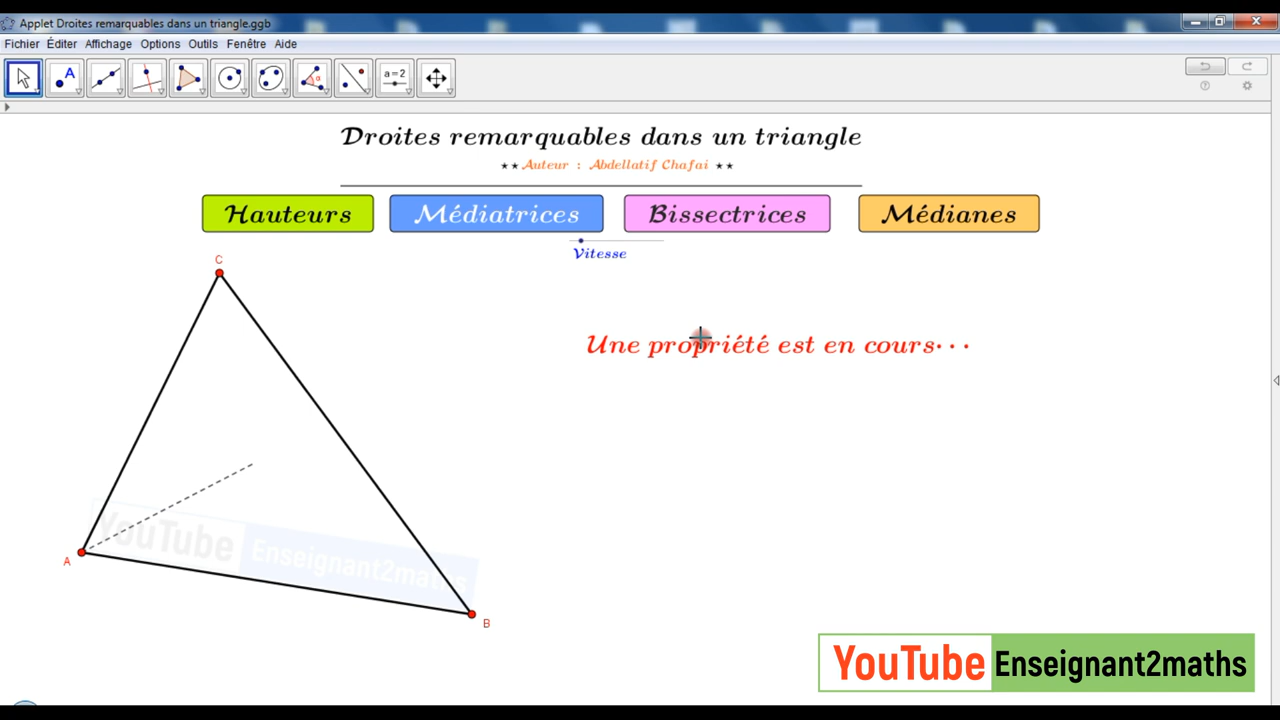 Applet Droites remarquables dans un triangle.ggb
Fichier Éditer Affichage Options Outils Fenêtre Aide
A
α
a=2
Droites remarquables dans un triangle
★★ Auteur : Abdellatif Chafai ★★
Hauteurs Médiatrices Bissectrices Médianes
Vitesse
C
Une propriété est en cours···
YouTube Enseignant2maths
A
B
YouTube Enseignant2maths